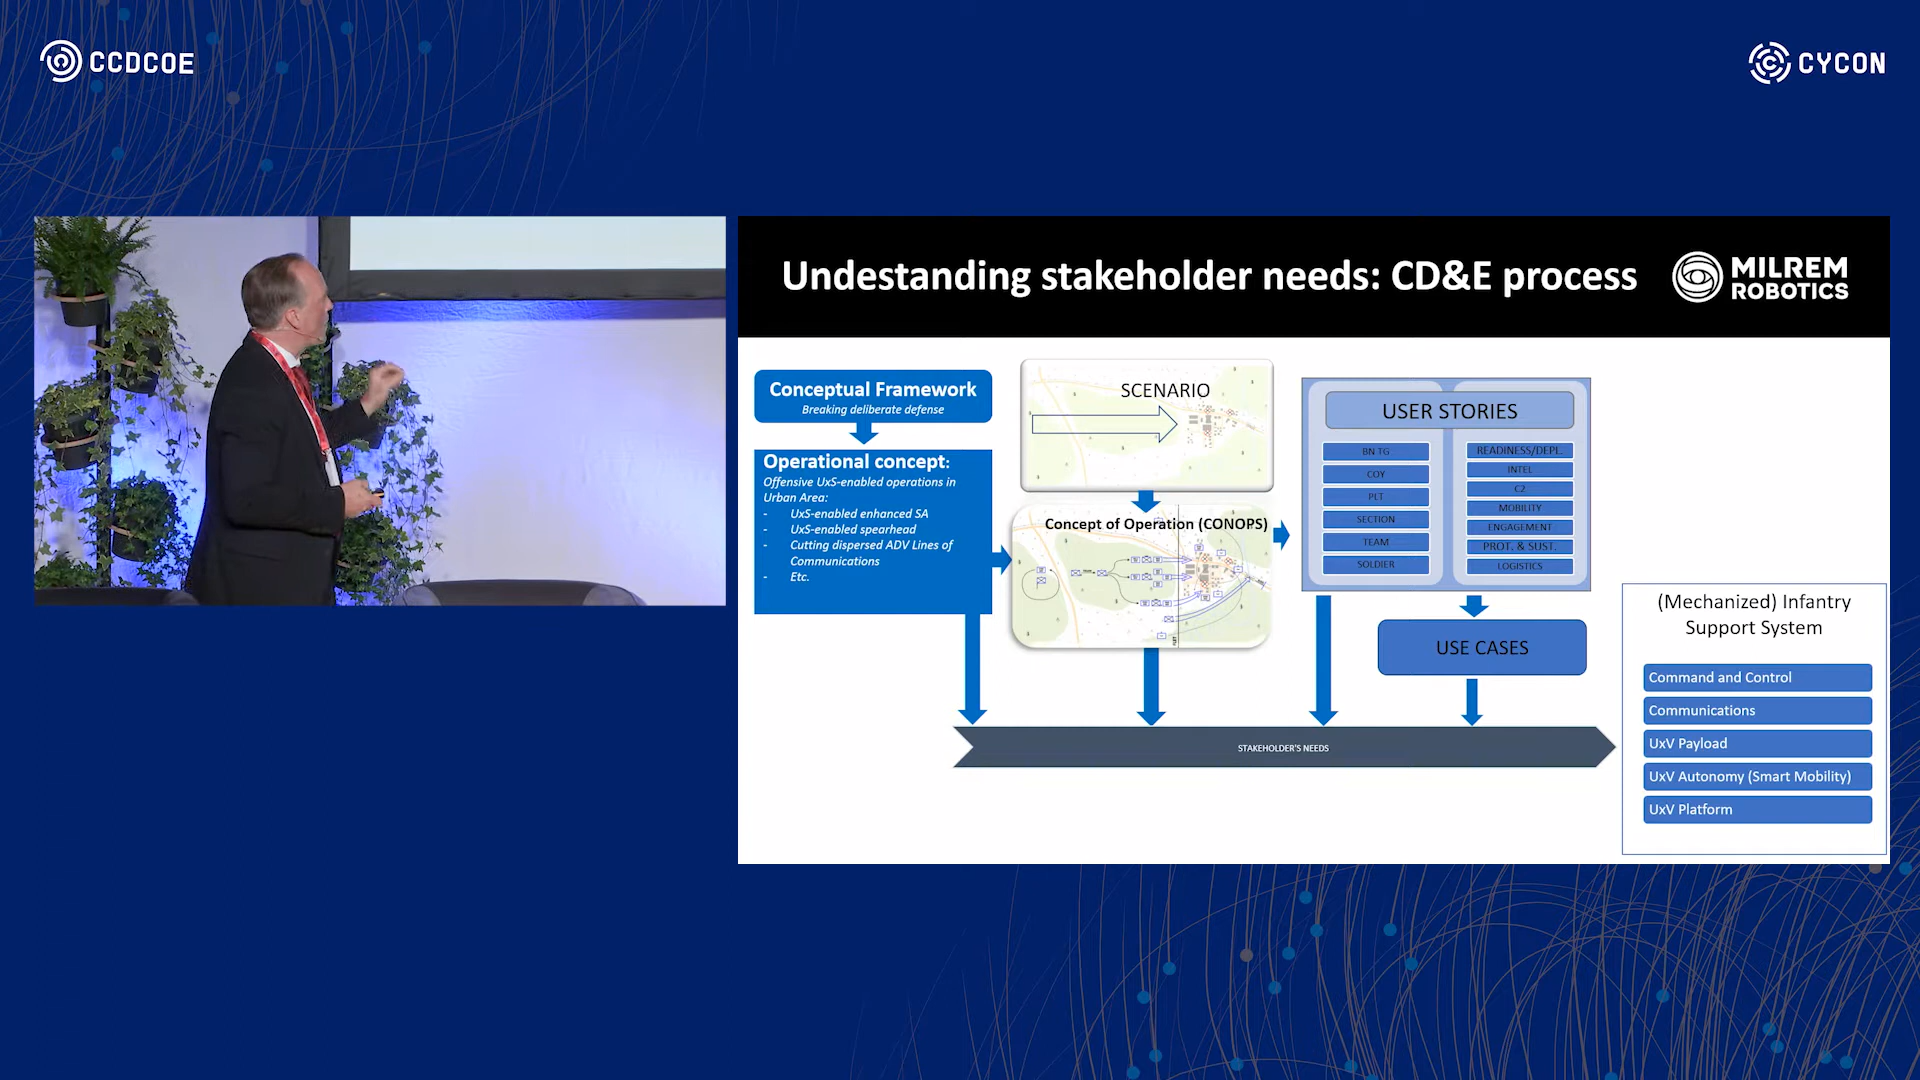 CCDCOE
CYCON
Undestanding stakeholder needs: CD&E process
MILREM
ROBOTICS
Conceptual Framework
Breaking deliberate defense
Operational concept:
Offensive UxS-enabled operations in
Urban Area:
- UxS-enabled enhanced SA
- UxS-enabled spearhead
- Cutting dispersed ADV Lines of
Communications
- Etc.
SCENARIO
Concept of Operation (CONOPS)
USER STORIES
BN TG
COY
PLT
SECTION
TEAM
SOLDIER
READINESS/DEPL.
INTEL
C2
MOBILITY
ENGAGEMENT
PROT. & SUST.
LOGISTICS
USE CASES
STAKEHOLDER'S NEEDS
(Mechanized) Infantry
Support System
Command and Control
Communications
UxV Payload
UxV Autonomy (Smart Mobility)
UxV Platform